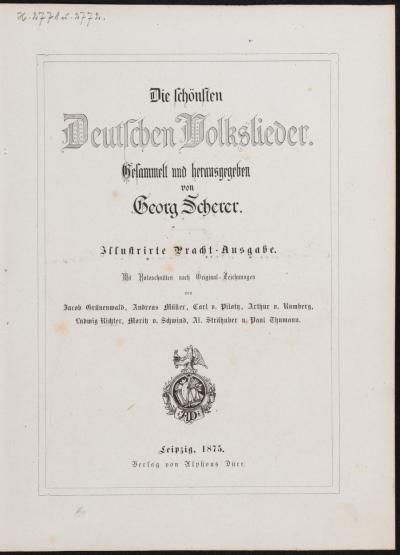 Die schönsten
Deutschen Volkslieder.
Gesammelt und herausgegeben
von
Georg Scherer.
Illustrirte Pracht-Ausgabe.
Mit Holzschnitten nach Original-Zeichnungen
von
Jacob Grünenwald, Andreas Müller, Carl v. Piloty, Arthur v. Ramberg,
Ludwig Richter, Moritz v. Schwind, Al. Strähuber u. Paul Thumann.
AD
Leipzig, 1875.
Verlag von Alphons Dürr.